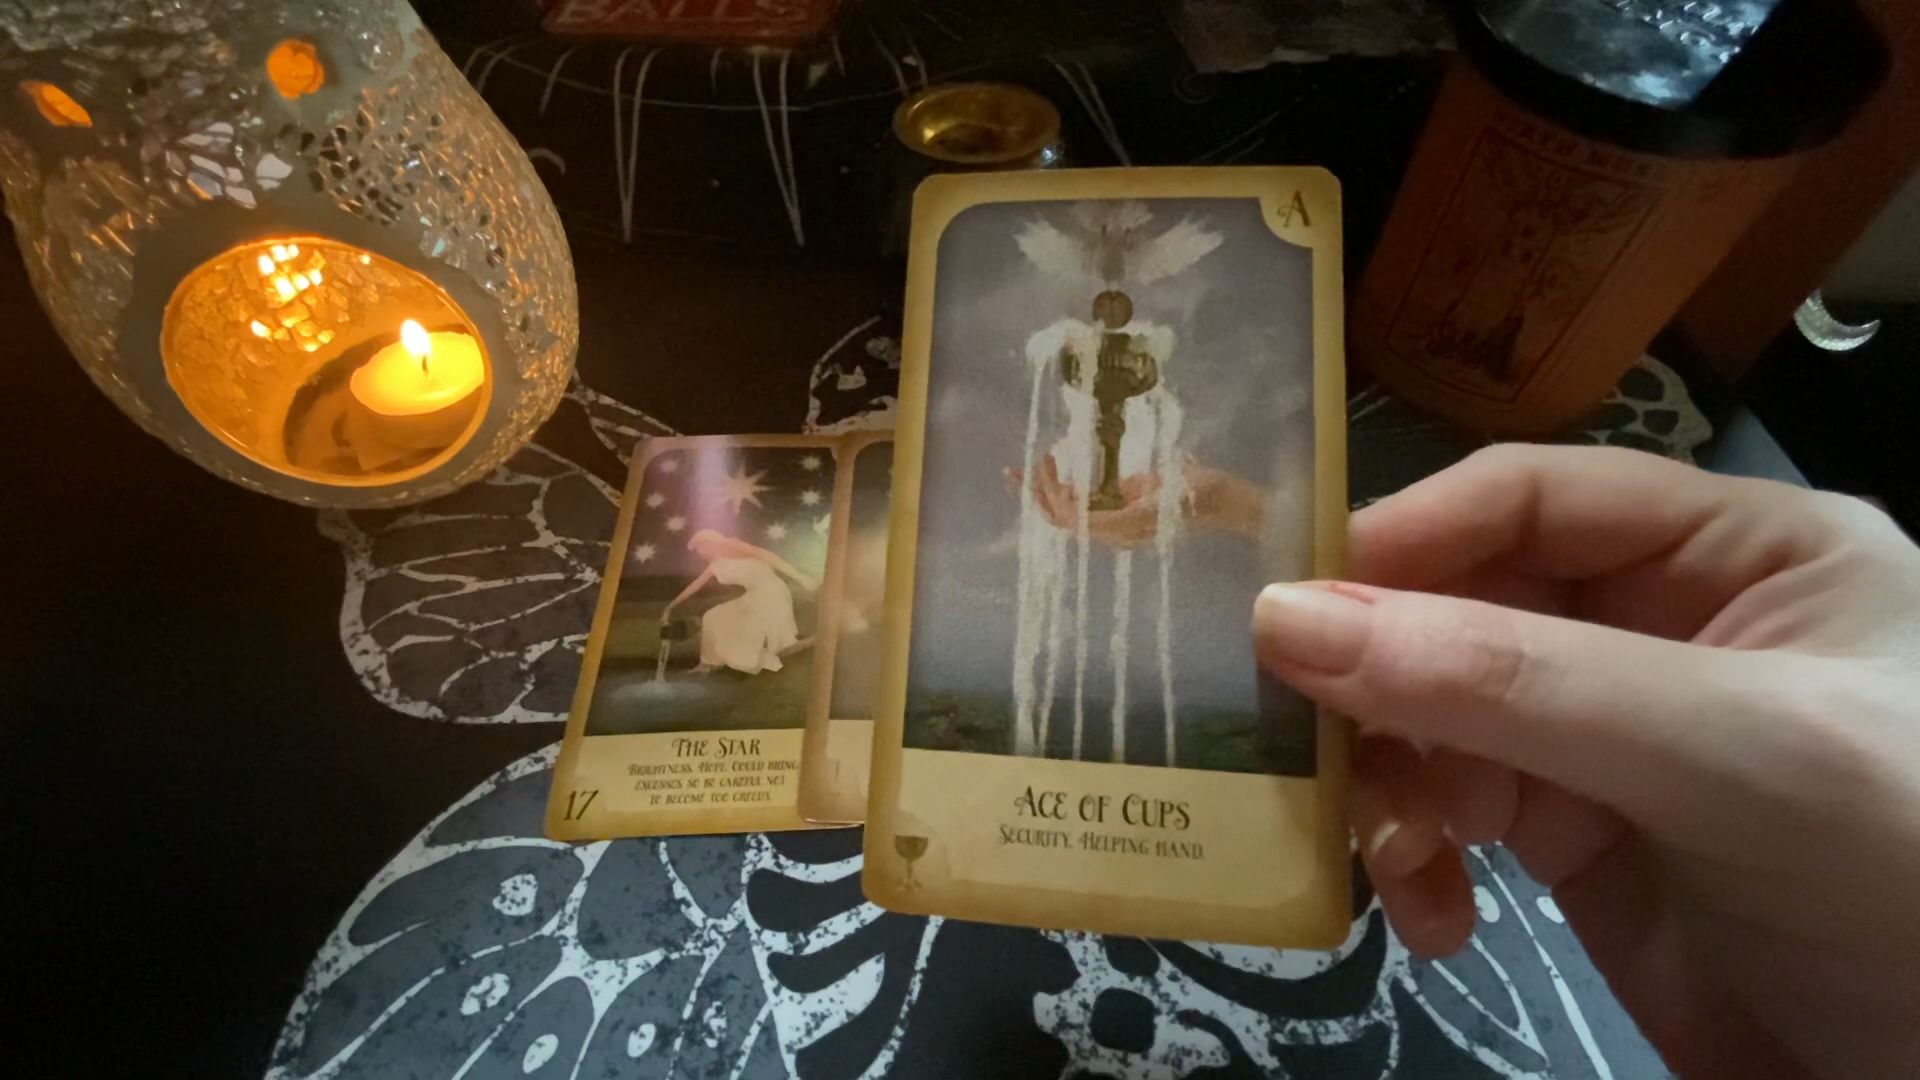 BALLS
A
THE STAR
BRIGHTNESS. HOPE. COULD BRING
EXCESSES SO BE CAREFUL NOT
TO BECOME TOO GREEDY.
17
ACE OF CUPS
SECURITY. HELPING HAND.